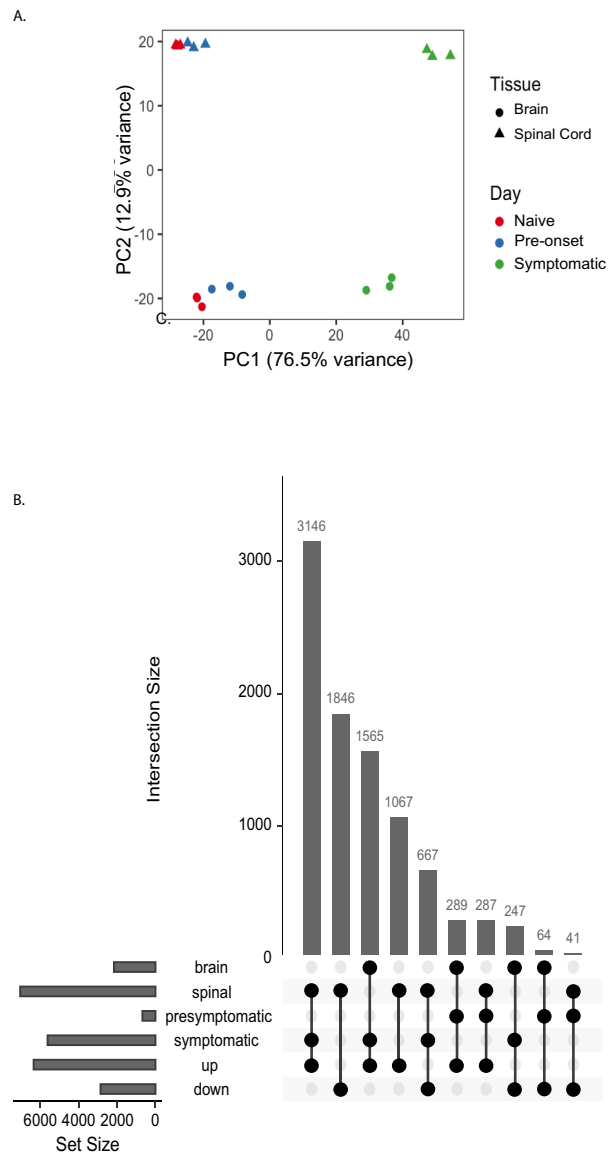 A.
20
10
0
-10
-20
PC2 (12.9% variance)
C.
-20
0
20
40
PC1 (76.5% variance)
Tissue
Brain
Spinal Cord
Day
Naive
Pre-onset
Symptomatic
B.
3000
2000
1000
0
Intersection Size
3146
1846
1565
1067
667
289
287
247
64
41
brain
spinal
presymptomatic
symptomatic
up
down
6000 4000 2000 0
Set Size